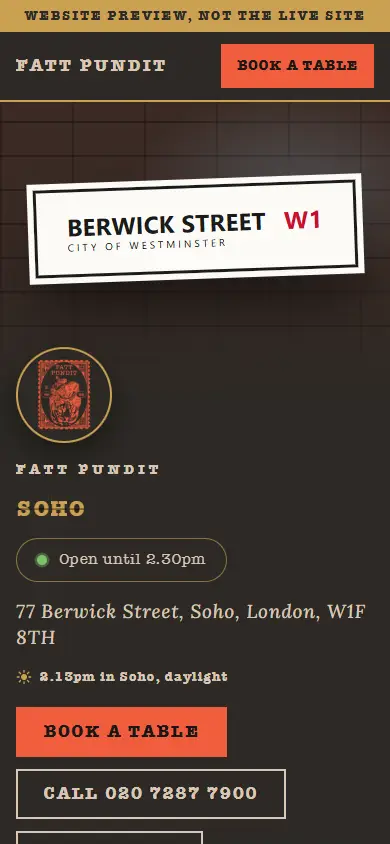 WEBSITE PREVIEW, NOT THE LIVE SITE
FATT PUNDIT
BOOK A TABLE
BERWICK STREET W1
CITY OF WESTMINSTER
FATT
PUNDIT
FATT PUNDIT
SOHO
Open until 2.30pm
77 Berwick Street, Soho, London, W1F
8TH
2.13pm in Soho, daylight
BOOK A TABLE
CALL 020 7287 7900